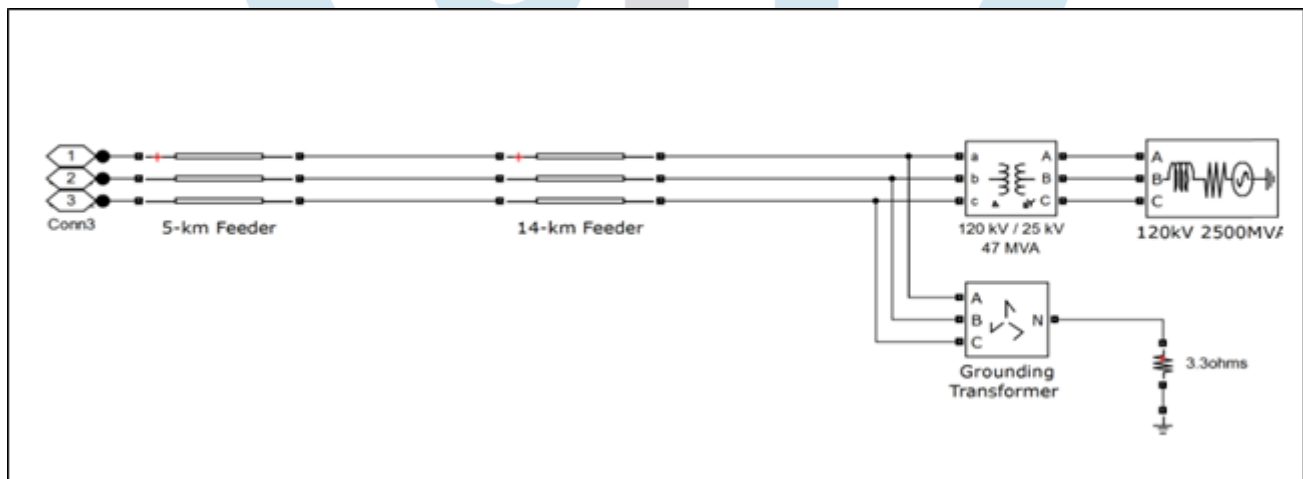 1
2
3
Conn3
5-km Feeder
14-km Feeder
a
b
c
A
B
C
120 kV / 25 kV
47 MVA
A
B
C
120kV 2500MVA
A
B
C
N
Grounding
Transformer
3.3ohms